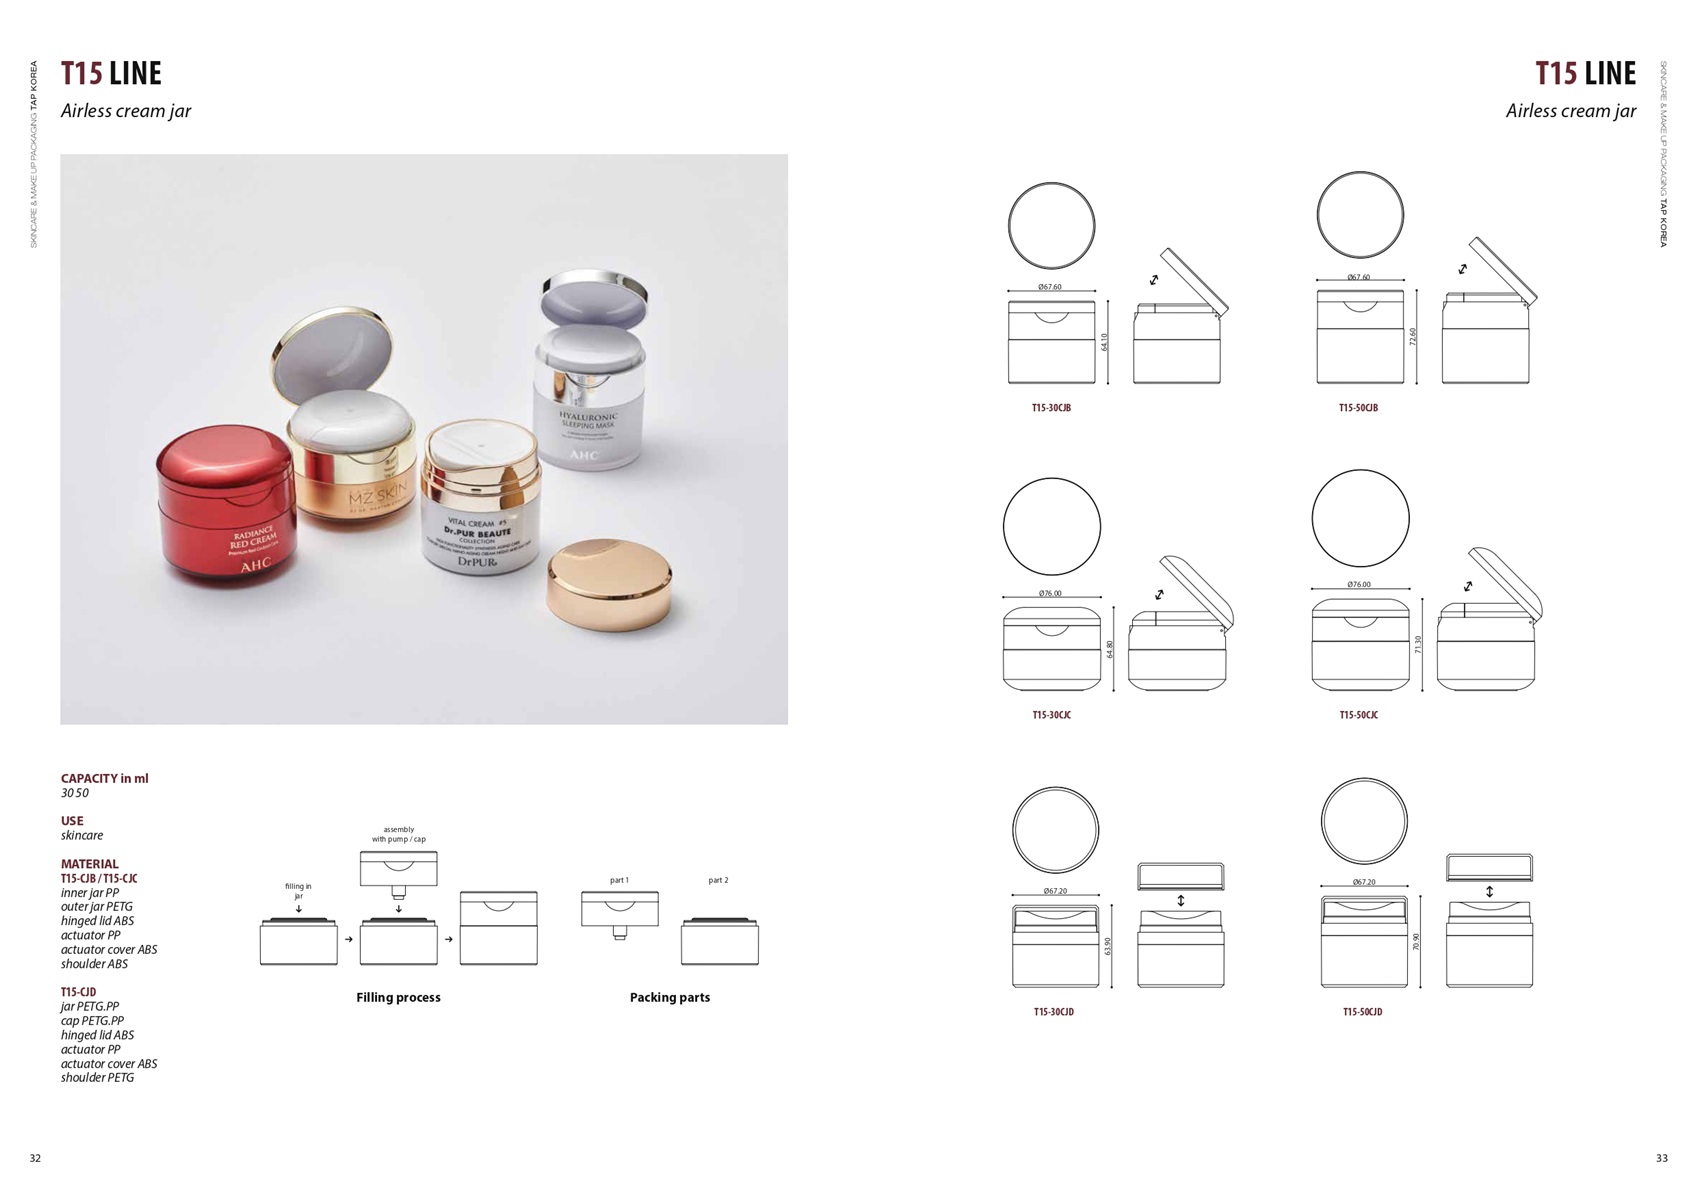 T15 LINE
Airless cream jar
SKINCARE & MAKE UP PACKAGING TAP KOREA
HYALURONIC
SLEEPING MASK
AHC
MZ SKIN
RADIANCE
RED CREAM
AHC
VITAL CREAM #5
Dr.PUR BEAUTE
COLLECTION
DrPUR.
CAPACITY in ml
30 50
USE
skincare
MATERIAL
T15-CJB / T15-CJC
inner jar PP
outer jar PETG
hinged lid ABS
actuator PP
actuator cover ABS
shoulder ABS
T15-CJD
jar PETG.PP
cap PETG.PP
hinged lid ABS
actuator PP
actuator cover ABS
shoulder PETG
filling in
jar
assembly
with pump / cap
Filling process
part 1
part 2
Packing parts
32
T15 LINE
Airless cream jar
SKINCARE & MAKE UP PACKAGING TAP KOREA
Ø67.60
64.10
T15-30CJB
Ø67.60
72.60
T15-50CJB
Ø76.00
64.80
T15-30CJC
Ø76.00
71.30
T15-50CJC
Ø67.20
63.90
T15-30CJD
Ø67.20
70.90
T15-50CJD
33